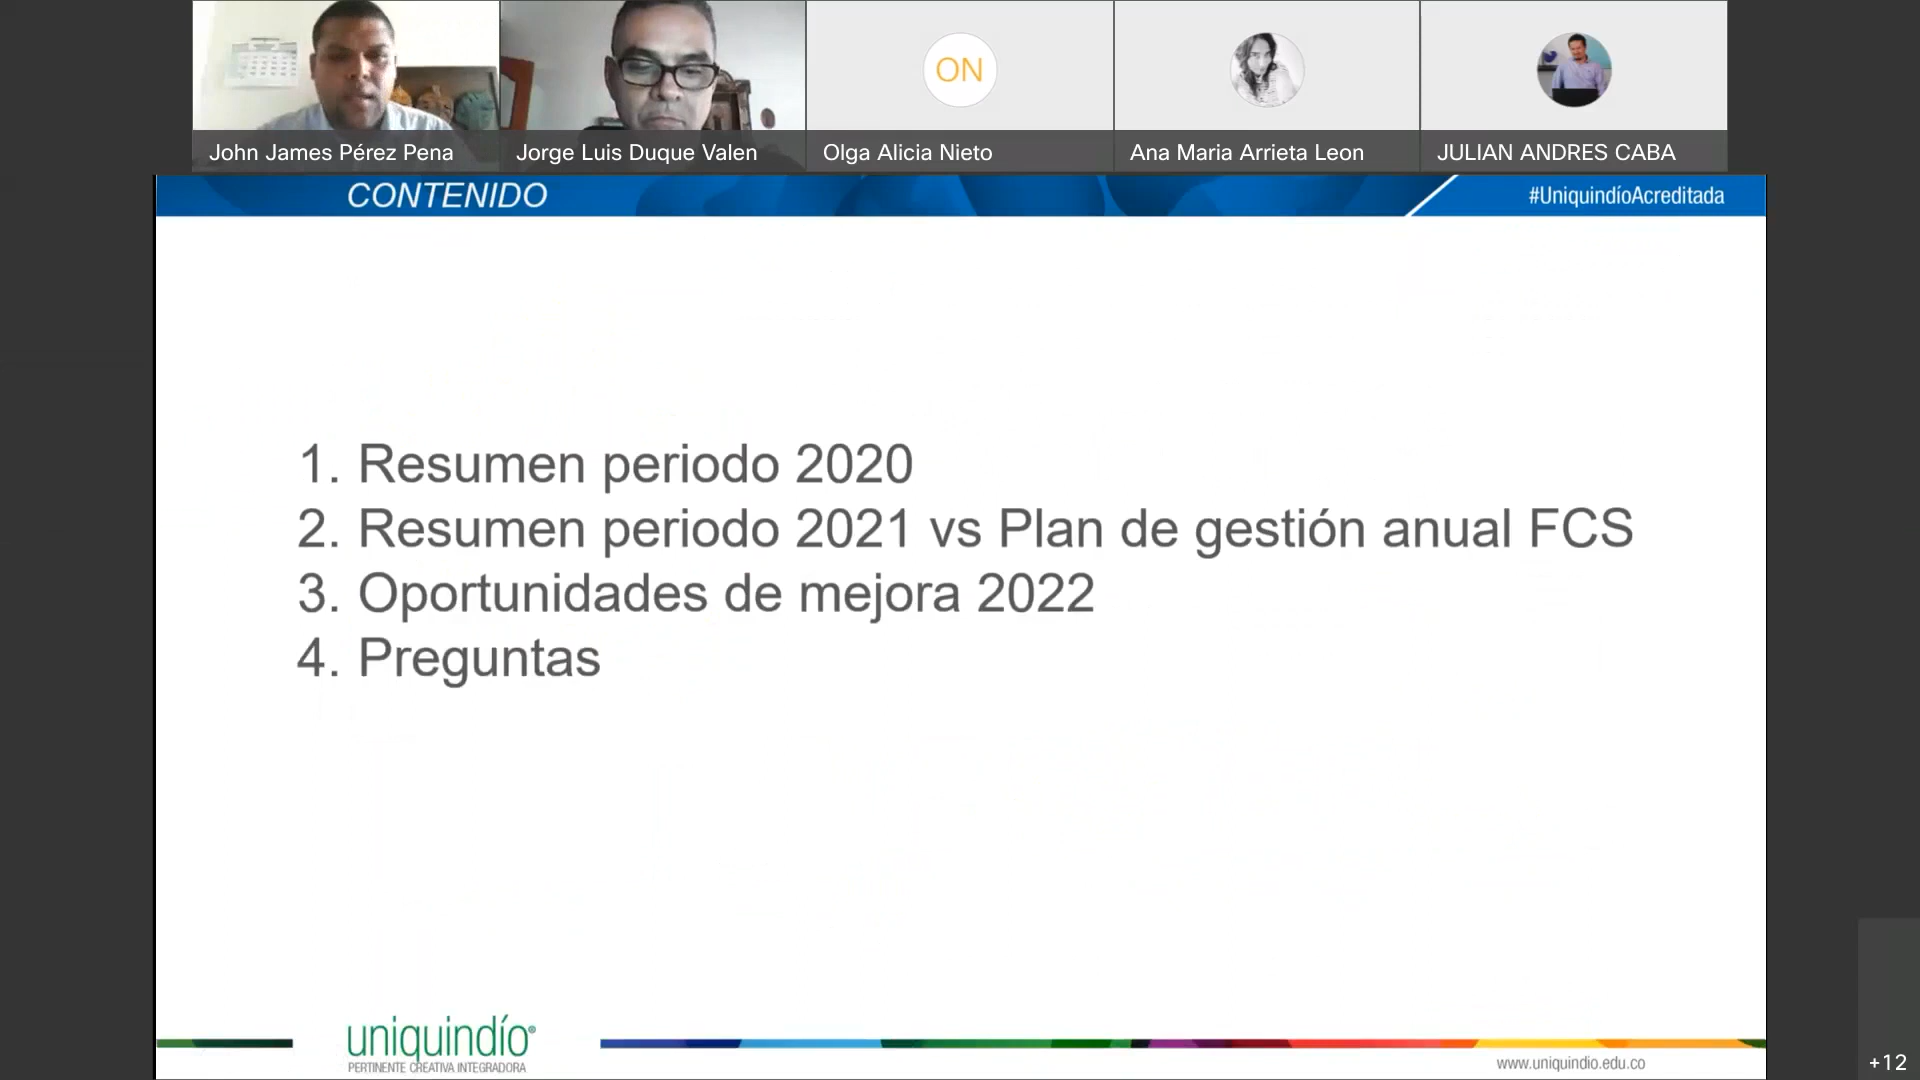 John James Pérez Pena
Jorge Luis Duque Valen
ON
Olga Alicia Nieto
Ana Maria Arrieta Leon
JULIAN ANDRES CABA
CONTENIDO
#UniquindíoAcreditada
1. Resumen periodo 2020
2. Resumen periodo 2021 vs Plan de gestión anual FCS
3. Oportunidades de mejora 2022
4. Preguntas
uniquindío®
PERTINENTE CREATIVA INTEGRADORA
www.uniquindio.edu.co
+12